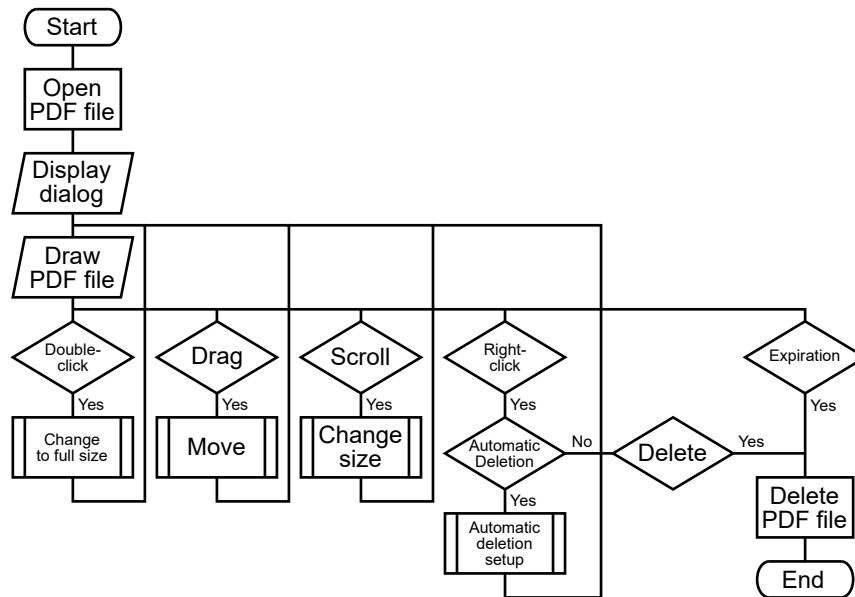 Start
Open
PDF file
Display
dialog
Draw
PDF file
Double-
click
Drag
Scroll
Right-
click
Expiration
Yes
Yes
Yes
Yes
Yes
Change
to full size
Move
Change
size
Automatic
Deletion
No
Delete
Yes
Yes
Automatic
deletion
setup
Delete
PDF file
End